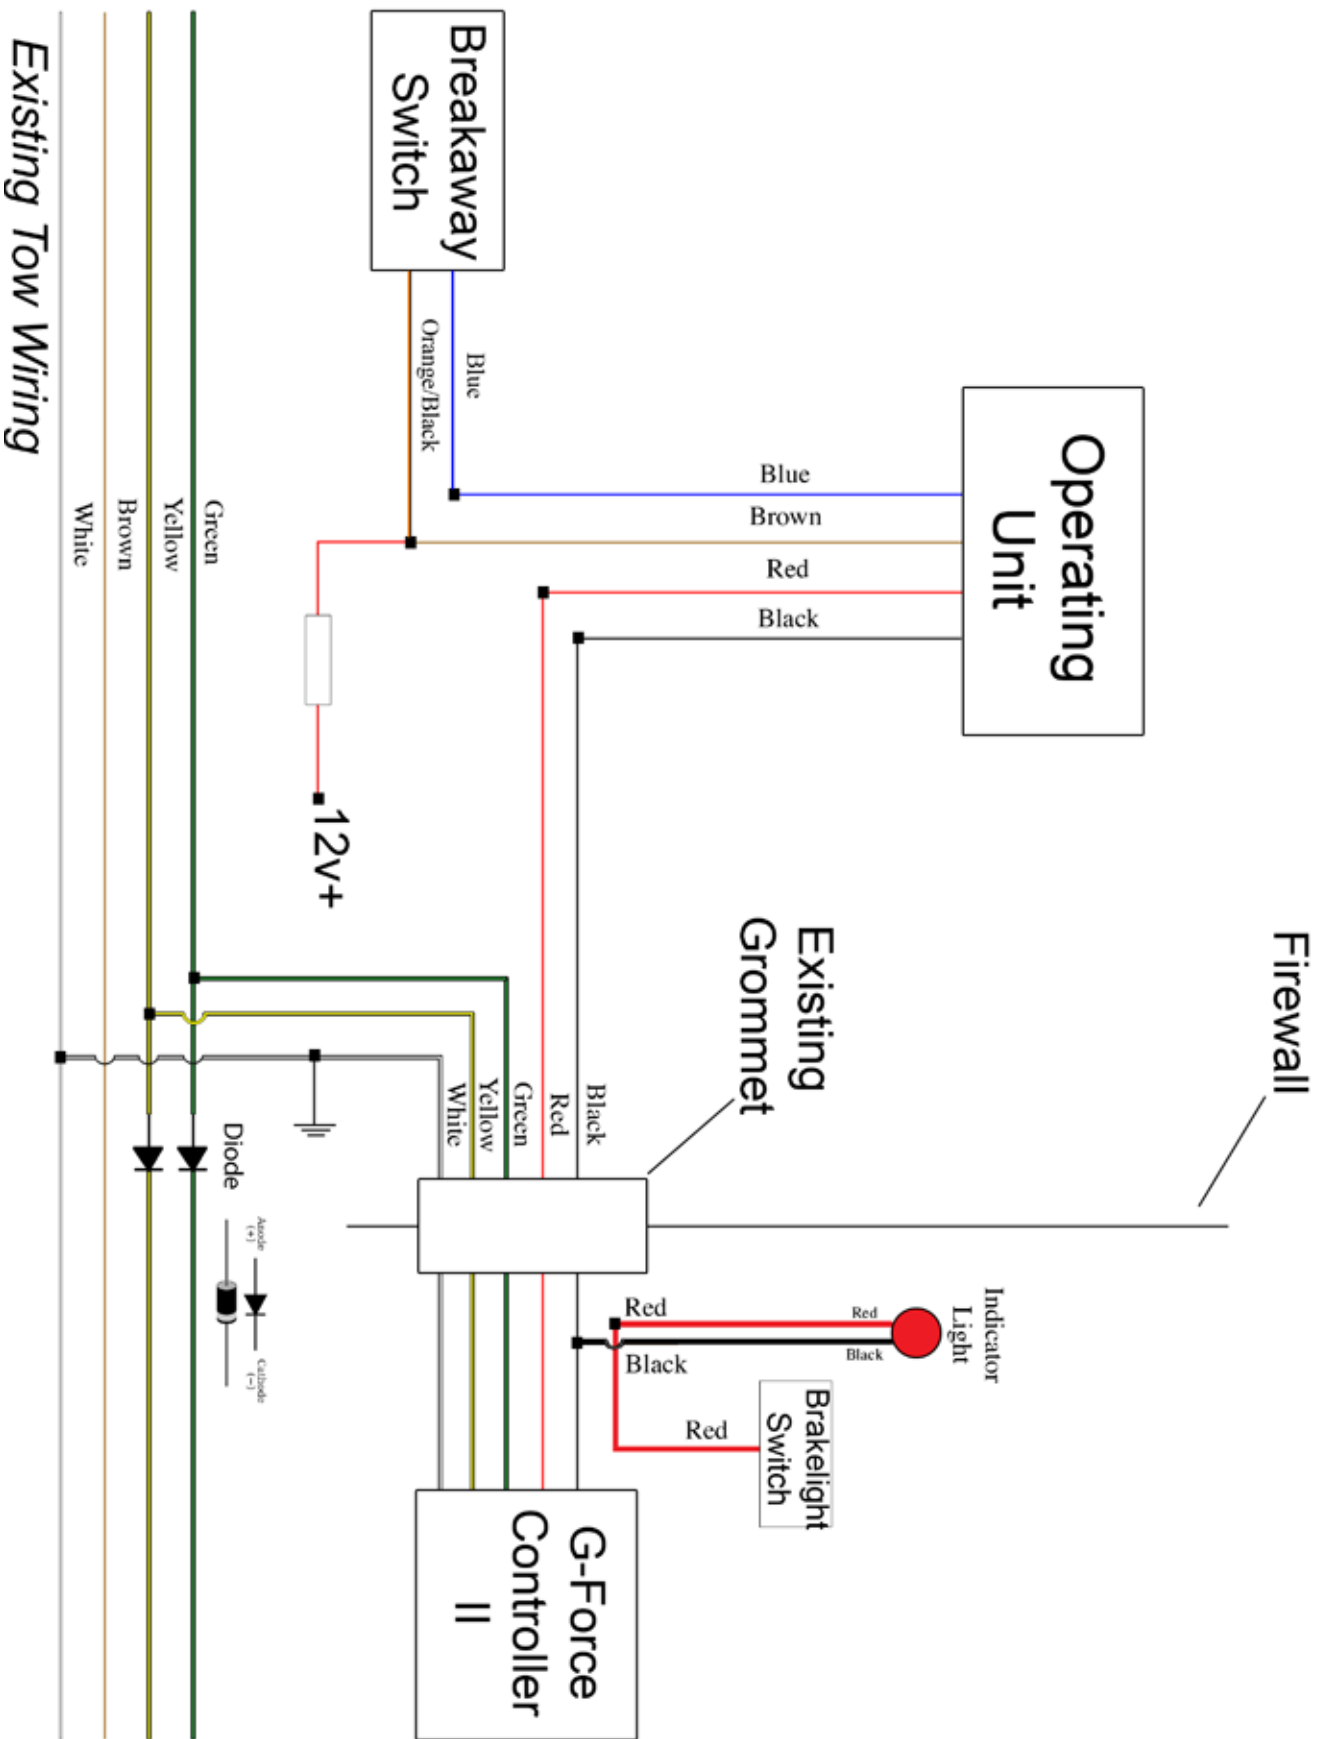 Breakaway
Switch
Blue
Orange/Black
Operating
Unit
Blue
Brown
Red
Black
12v+
Existing Tow Wiring
Green
Yellow
Brown
White
Firewall
Existing
Grommet
Black
Red
Green
Yellow
White
Diode
Anode
(+)
Cathode
(-)
Indicator
Light
Red
Black
Red
Black
Red
Brakelight
Switch
G-Force
Controller
II